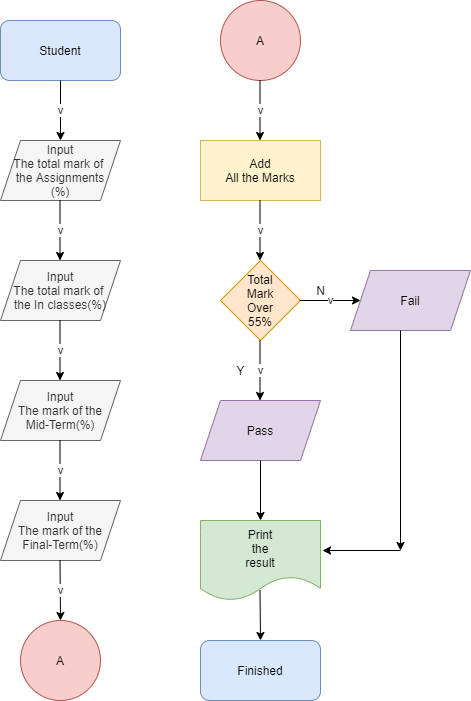 Student
v
Input
The total mark of
the Assignments
(%)
v
Input
The total mark of
the In classes(%)
v
Input
The mark of the
Mid-Term(%)
v
Input
The mark of the
Final-Term(%)
v
A
A
v
Add
All the Marks
v
Total
Mark
Over
55%
N
v
Fail
Y
v
Pass
Print
the
result
Finished